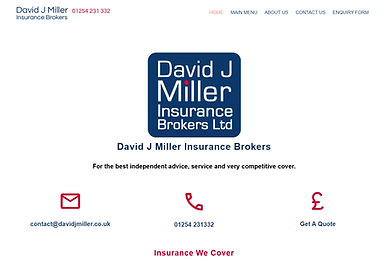 David J Miller 01254 231 332
Insurance Brokers
HOME MAIN MENU ABOUT US CONTACT US ENQUIRY FORM
David J
Miller
Insurance
Brokers Ltd
David J Miller Insurance Brokers
For the best independent advice, service and very competitive cover.
£
contact@davidjmiller.co.uk 01254 231332 Get A Quote
Insurance We Cover